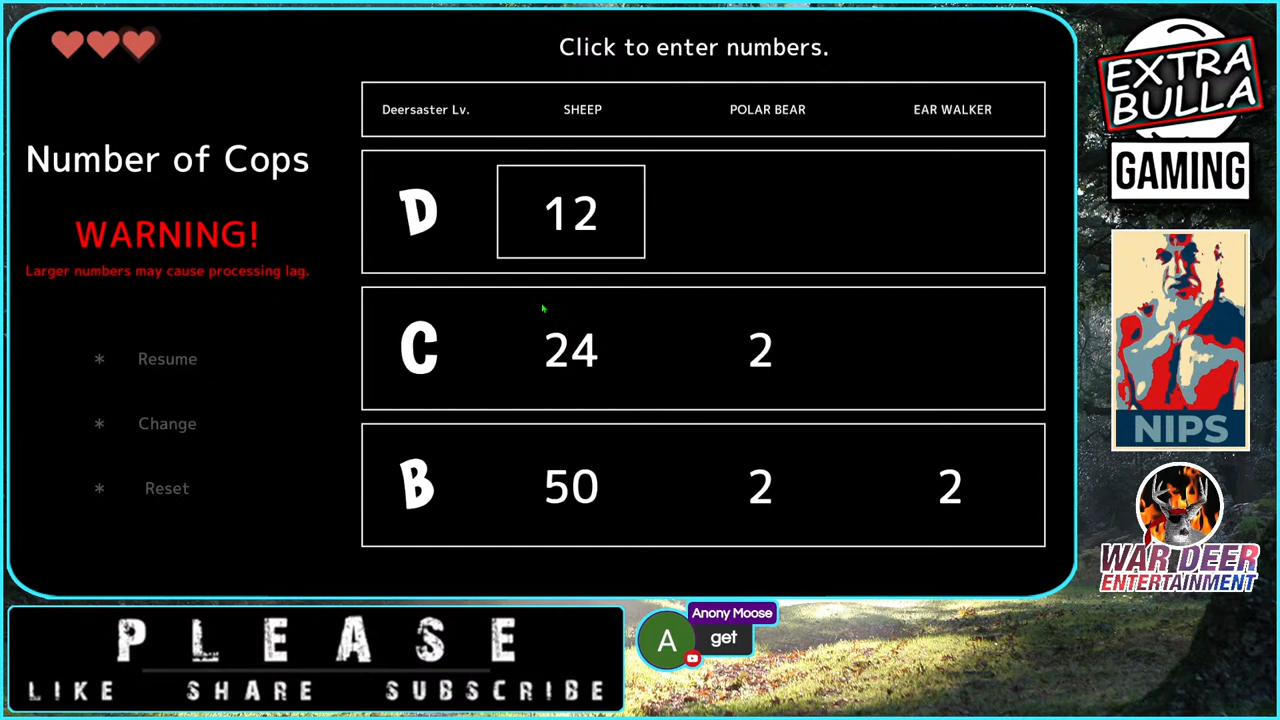 Click to enter numbers.
Deersaster Lv. SHEEP POLAR BEAR EAR WALKER
Number of Cops
WARNING!
Larger numbers may cause processing lag.
* Resume
* Change
* Reset
D 12
C 24 2
B 50 2 2
EXTRA
BULLA
GAMING
NIPS
WAR DEER
ENTERTAINMENT
PLEASE
LIKE SHARE SUBSCRIBE
Anony Moose
A get